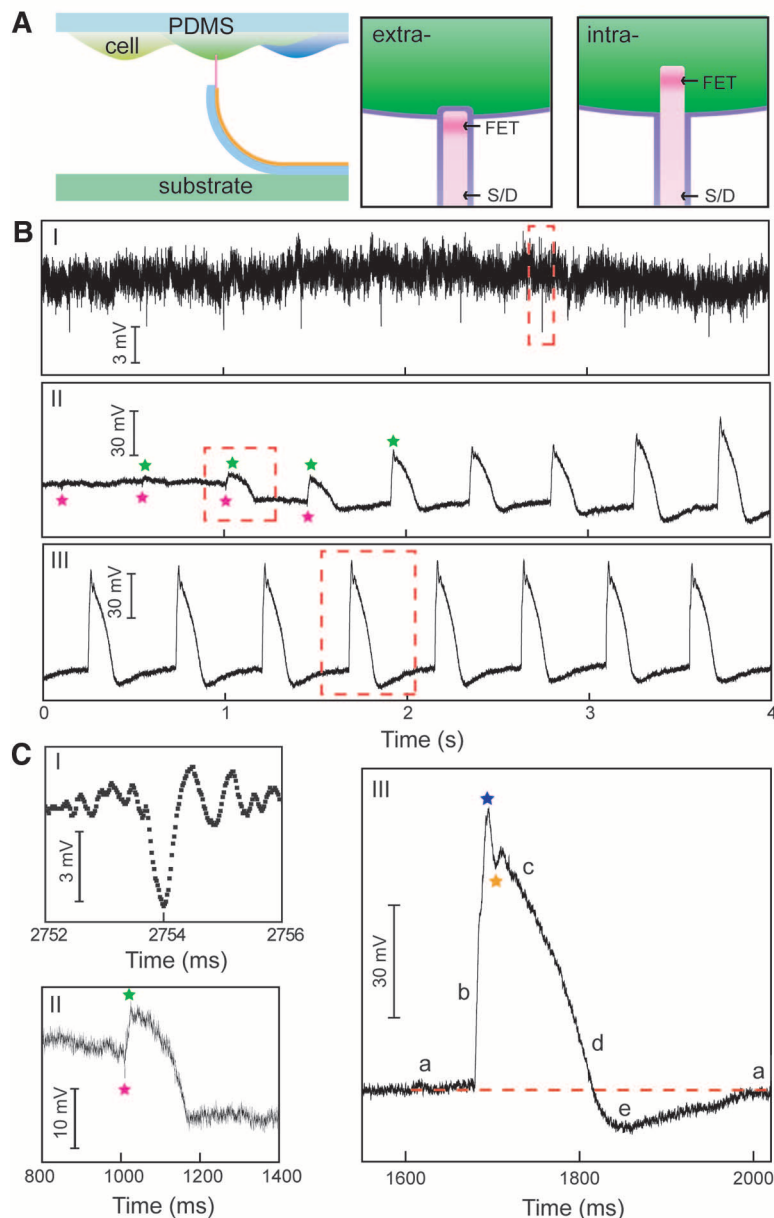 A
PDMS
cell
substrate
extra-
FET
S/D
intra-
FET
S/D
B
I
3 mV
II
30 mV
III
30 mV
0 1 2 3 4
Time (s)
C
I
3 mV
2752 2754 2756
Time (ms)
II
10 mV
800 1000 1200 1400
Time (ms)
III
30 mV
a b c d e a
1600 1800 2000
Time (ms)